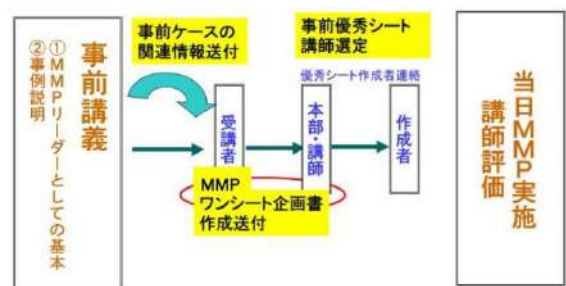 事前講義
①MMPリーダーとしての基本
②事例説明
事前ケースの
関連情報送付
受講者
MMP
ワンシート企画書
作成送付
事前優秀シート
講師選定
優秀シート作成者連絡
本部・講師
作成者
当日MMP実施
講師評価